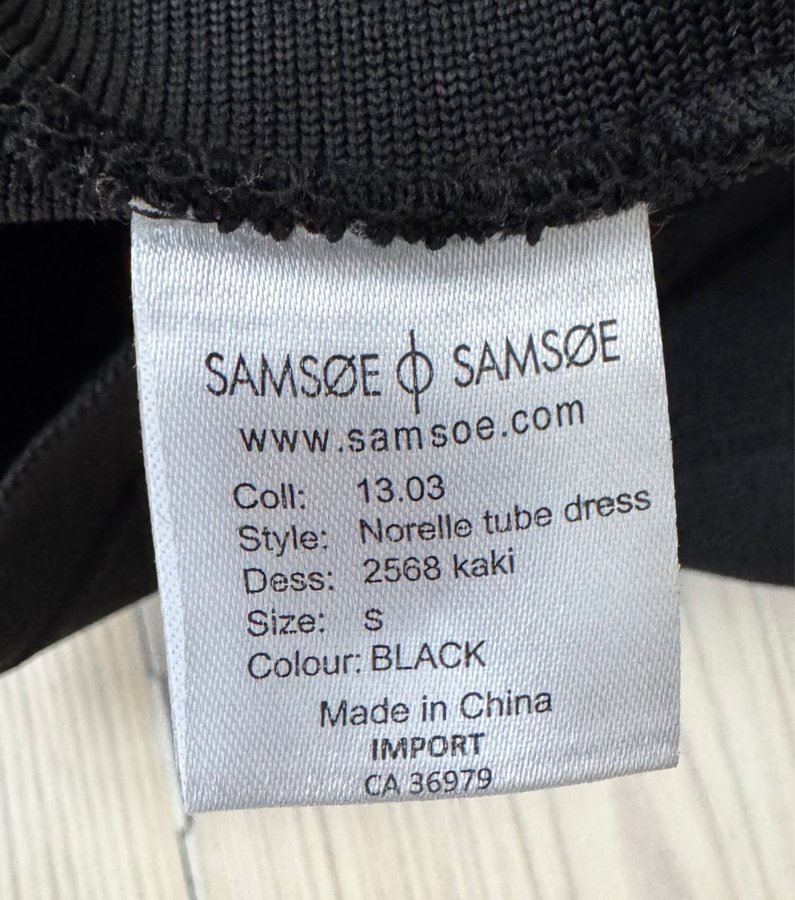 SAMSØE ϕ SAMSØE
www.samsoe.com
Coll: 13.03
Style: Norelle tube dress
Dess: 2568 kaki
Size: S
Colour: BLACK
Made in China
IMPORT
CA 36979